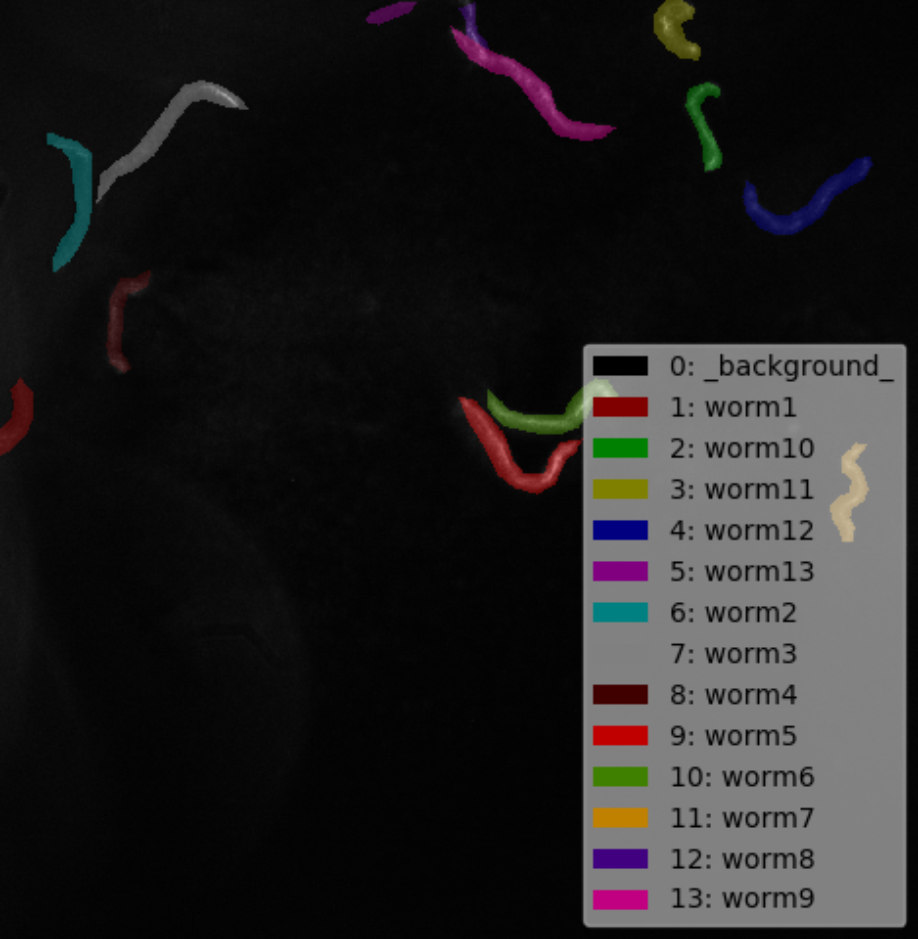 0: _background_
1: worm1
2: worm10
3: worm11
4: worm12
5: worm13
6: worm2
7: worm3
8: worm4
9: worm5
10: worm6
11: worm7
12: worm8
13: worm9